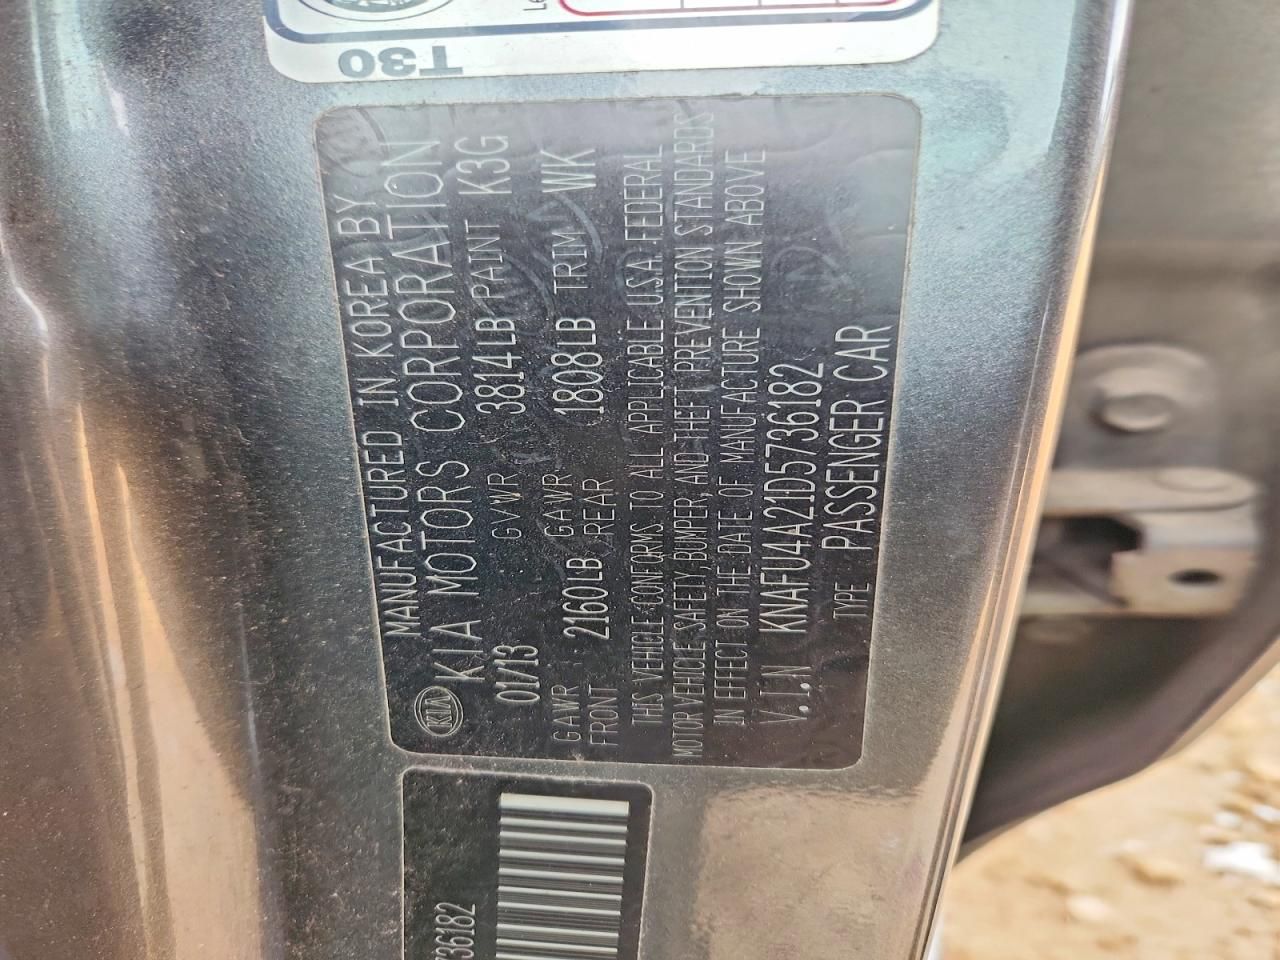 T30
MANUFACTURED IN KOREA BY
KIA KIA MOTORS CORPORATION
01/13 GVWR 3814LB PAINT K3G
GAWR FRONT 2160LB GAWR REAR 1808LB TRIM WK
THIS VEHICLE CONFORMS TO ALL APPLICABLE USA FEDERAL
MOTOR VEHICLE SAFETY, BUMPER, AND THEFT PREVENTION STANDARDS
IN EFFECT ON THE DATE OF MANUFACTURE SHOWN ABOVE
V.I.N KNAFU4A21D5736182
TYPE PASSENGER CAR
736182